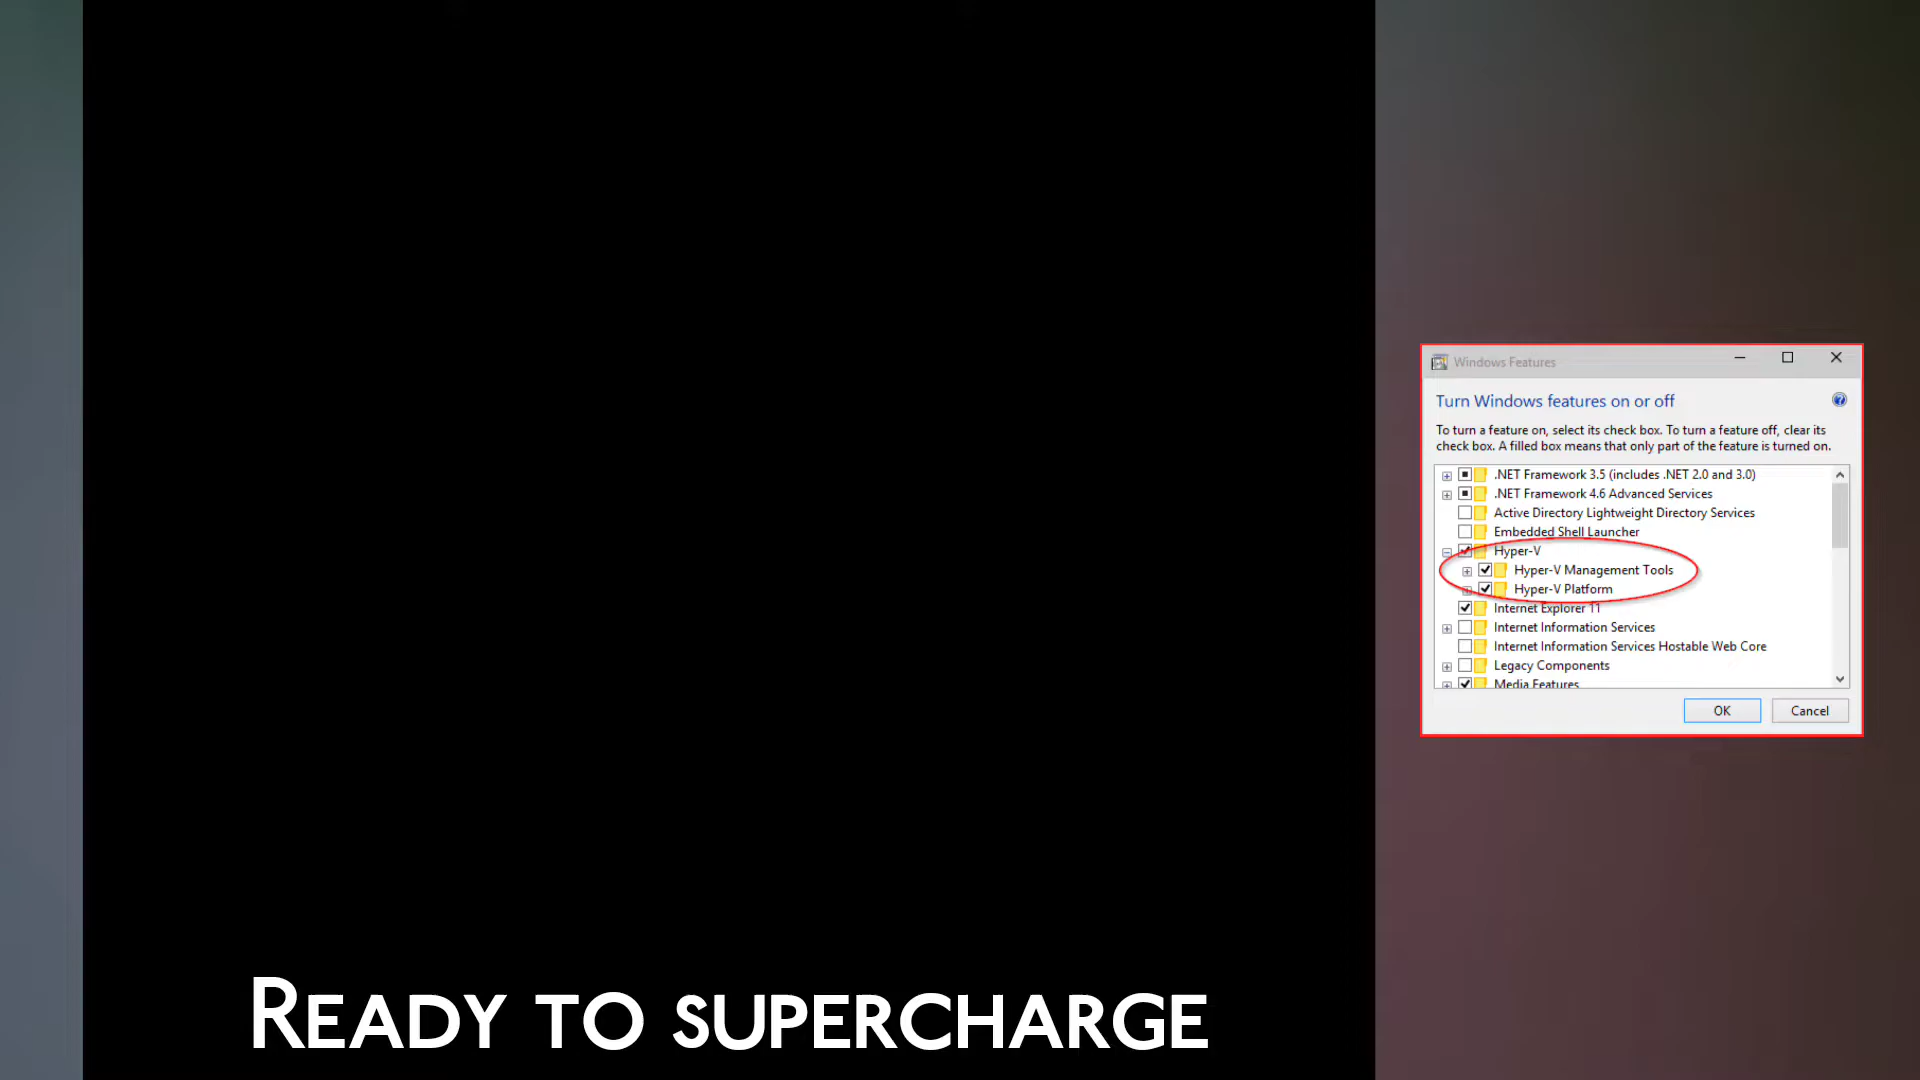 Windows Features
Turn Windows features on or off
To turn a feature on, select its check box. To turn a feature off, clear its
check box. A filled box means that only part of the feature is turned on.
.NET Framework 3.5 (includes .NET 2.0 and 3.0)
.NET Framework 4.6 Advanced Services
Active Directory Lightweight Directory Services
Embedded Shell Launcher
Hyper-V
Hyper-V Management Tools
Hyper-V Platform
Internet Explorer 11
Internet Information Services
Internet Information Services Hostable Web Core
Legacy Components
Media Features
OK Cancel
READY TO SUPERCHARGE